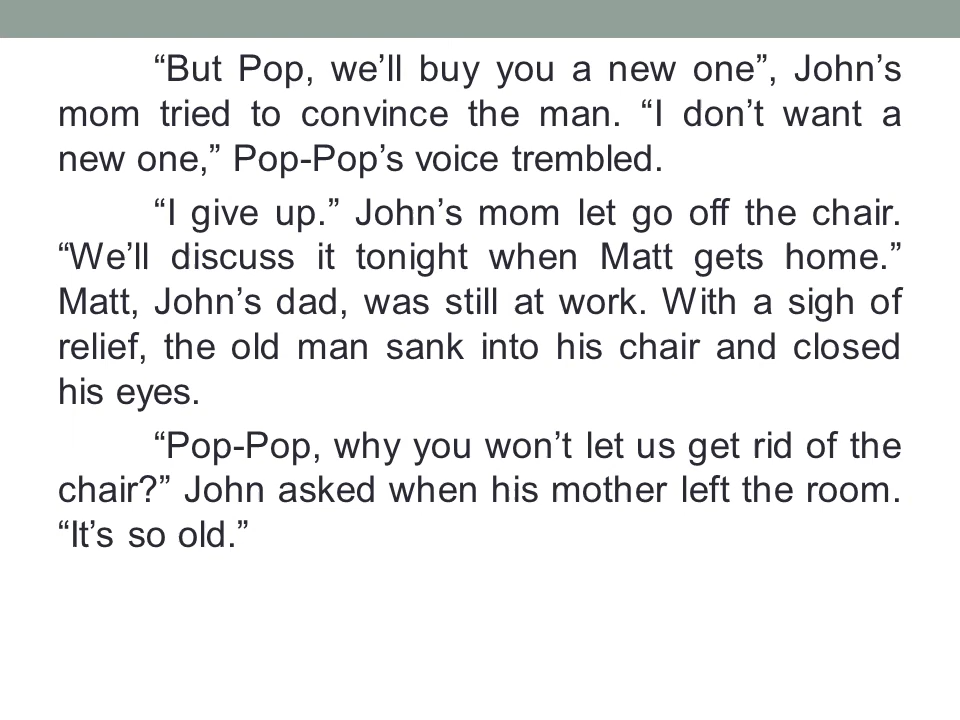 “But Pop, we’ll buy you a new one”, John’s
mom tried to convince the man. “I don’t want a
new one,” Pop-Pop’s voice trembled.
“I give up.” John’s mom let go off the chair.
“We’ll discuss it tonight when Matt gets home.”
Matt, John’s dad, was still at work. With a sigh of
relief, the old man sank into his chair and closed
his eyes.
“Pop-Pop, why you won’t let us get rid of the
chair?” John asked when his mother left the room.
“It’s so old.”